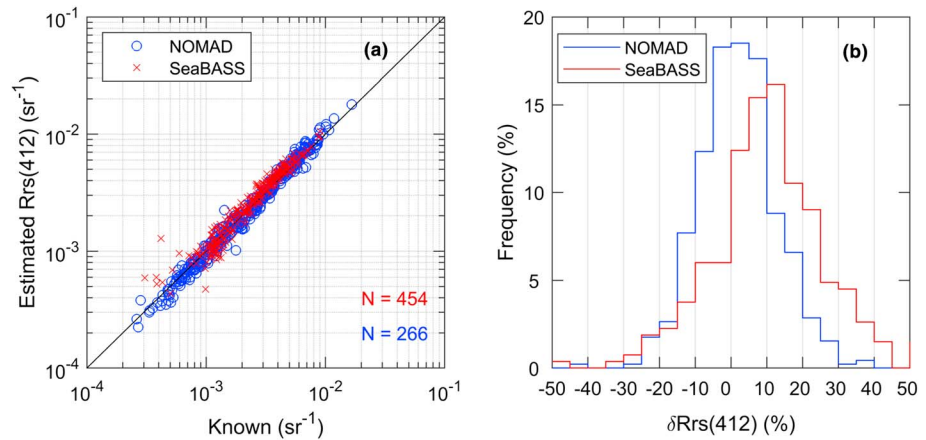 10^-1
10^-2
10^-3
10^-4
10^-4
10^-3
10^-2
10^-1
Estimated Rrs(412) (sr^-1)
Known (sr^-1)
NOMAD
SeaBASS
(a)
N = 454
N = 266
20
15
10
5
0
-50
-40
-30
-20
-10
0
10
20
30
40
50
Frequency (%)
δRrs(412) (%)
NOMAD
SeaBASS
(b)